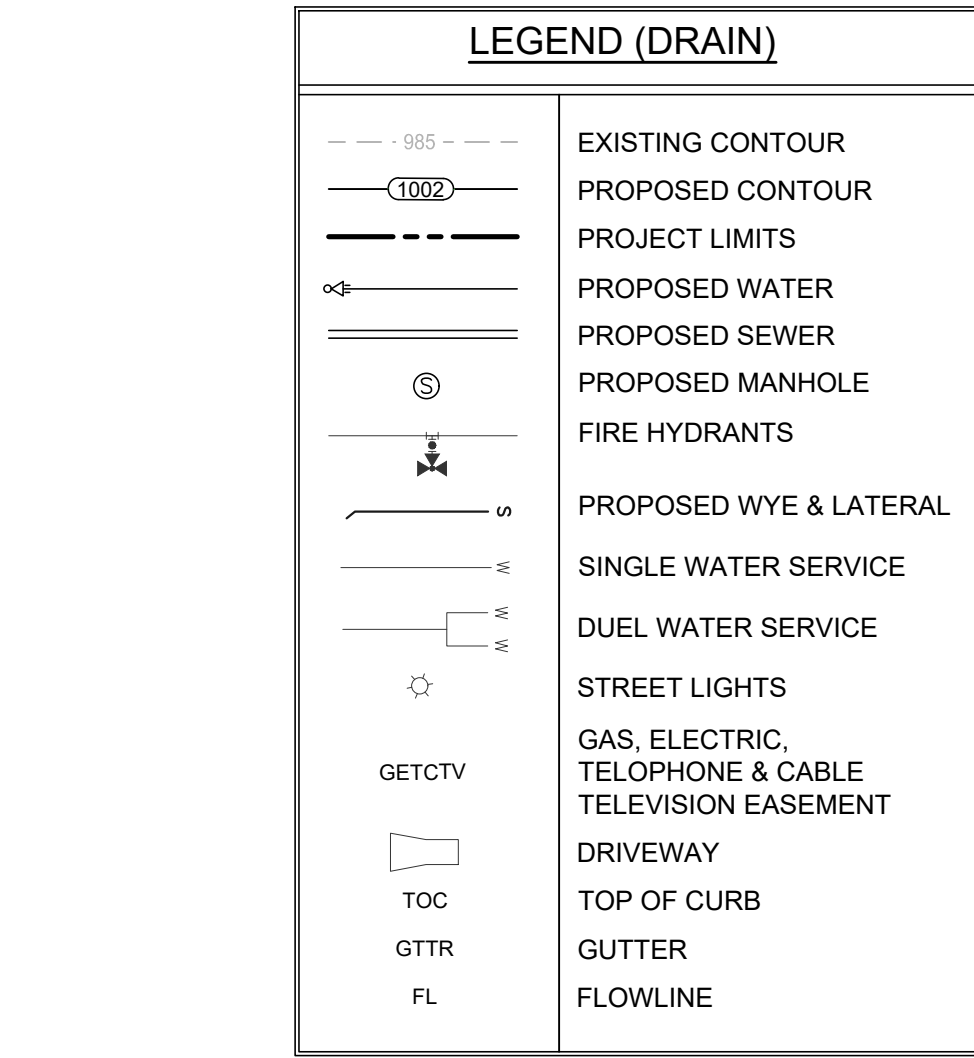 LEGEND (DRAIN)
985 EXISTING CONTOUR
1002 PROPOSED CONTOUR
PROJECT LIMITS
PROPOSED WATER
PROPOSED SEWER
S PROPOSED MANHOLE
FIRE HYDRANTS
S PROPOSED WYE & LATERAL
W SINGLE WATER SERVICE
W
W
DUEL WATER SERVICE
STREET LIGHTS
GETCTV
GAS, ELECTRIC,
TELOPHONE & CABLE
TELEVISION EASEMENT
DRIVEWAY
TOC TOP OF CURB
GTTR GUTTER
FL FLOWLINE